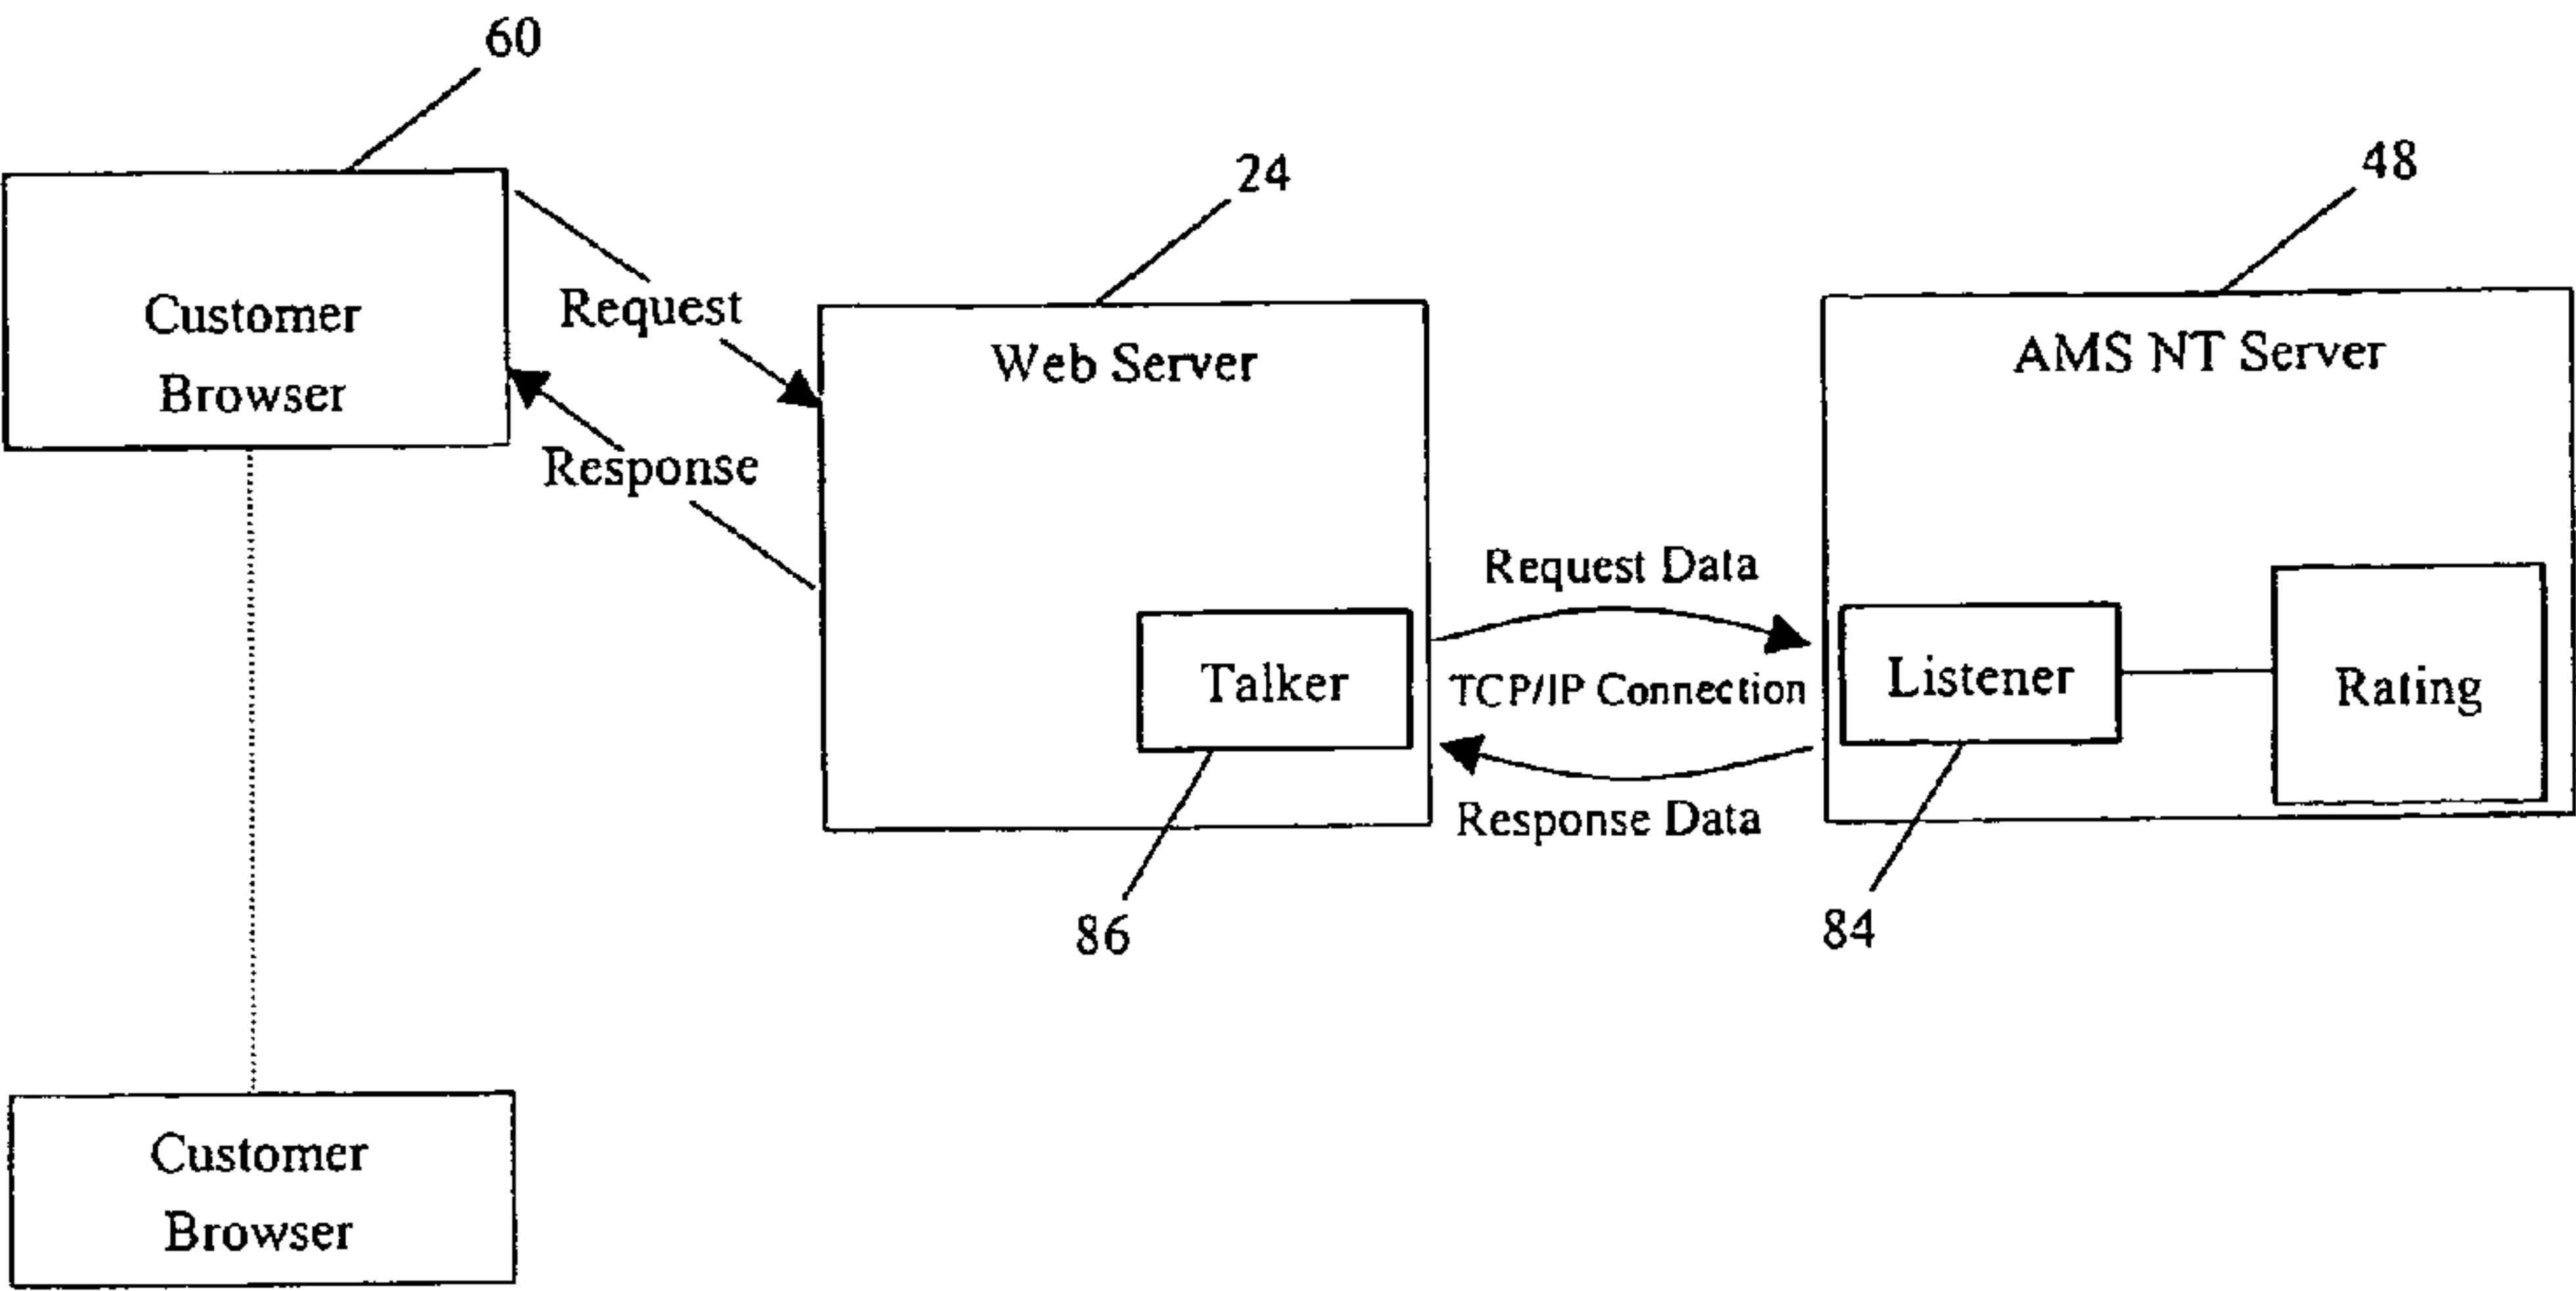 60
24
48
Customer
Browser
Request
Response
Web Server
AMS NT Server
Request Data
TCP/IP Connection
Response Data
Talker
Listener
Rating
86
84
Customer
Browser